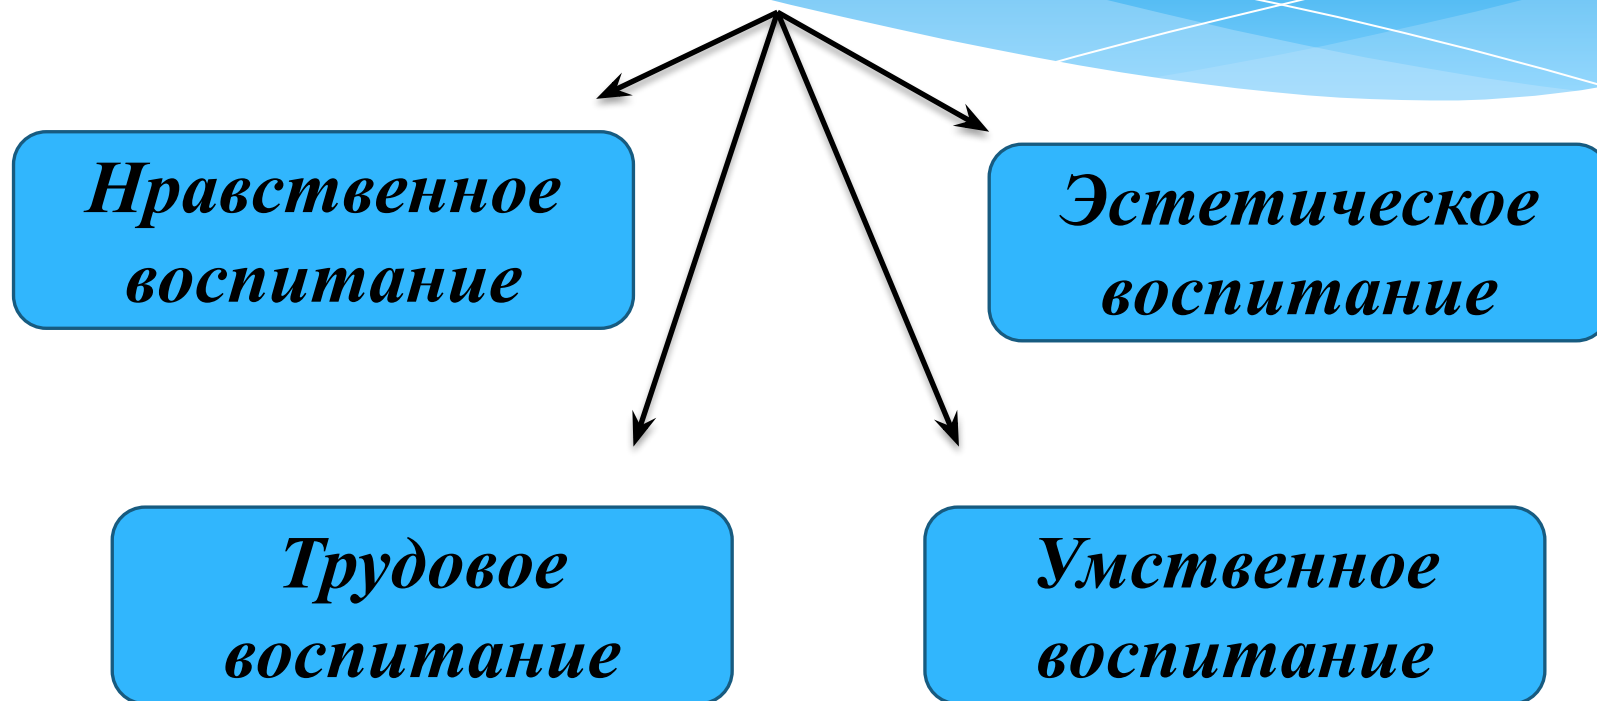 Нравственное
воспитание
Эстетическое
воспитание
Трудовое
воспитание
Умственное
воспитание